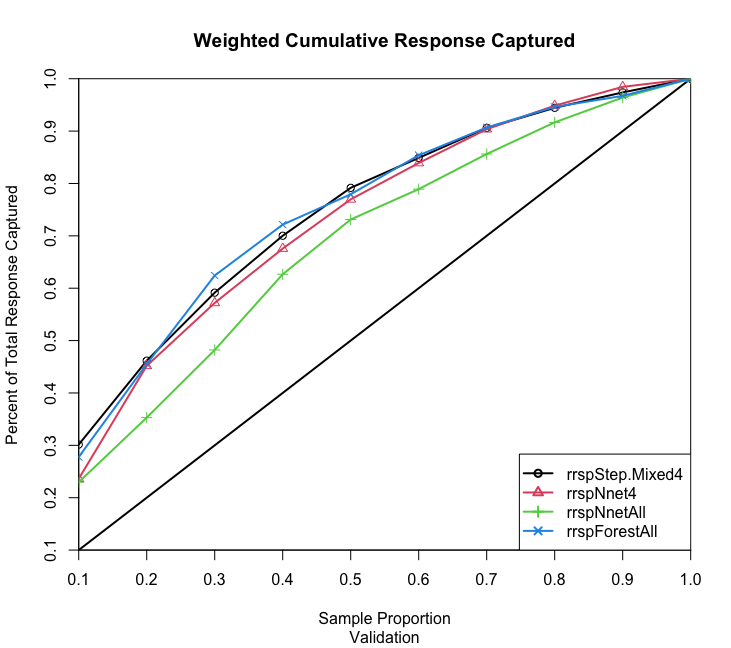 Weighted Cumulative Response Captured
Percent of Total Response Captured
1.0
0.9
0.8
0.7
0.6
0.5
0.4
0.3
0.2
0.1
rrspStep.Mixed4
rrspNnet4
rrspNnetAll
rrspForestAll
0.1 0.2 0.3 0.4 0.5 0.6 0.7 0.8 0.9 1.0
Sample Proportion
Validation